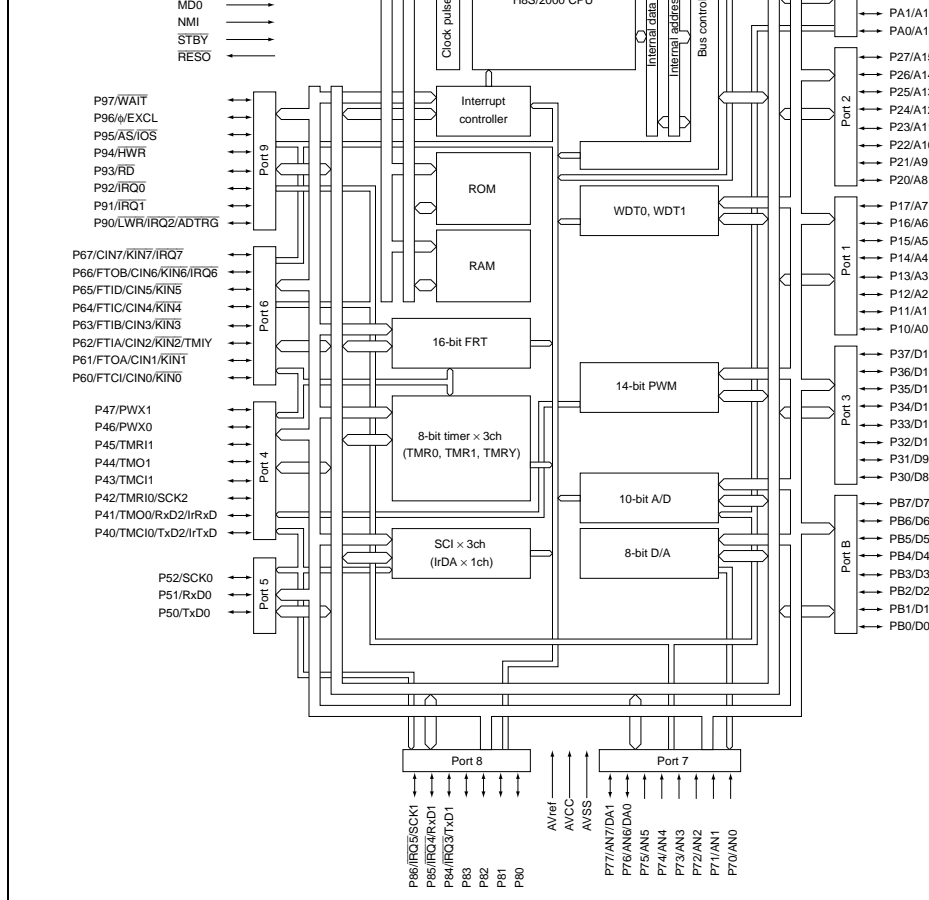 MD0
NMI
STBY
RESO
Clock pulse
H8S/2000 CPU
Internal data
Internal addres
Bus control
PA1/A1
PA0/A1
P97/WAIT
P96/ϕ/EXCL
P95/AS/IOS
P94/HWR
P93/RD
P92/IRQ0
P91/IRQ1
P90/LWR/IRQ2/ADTRG
Port 9
P67/CIN7/KIN7/IRQ7
P66/FTOB/CIN6/KIN6/IRQ6
P65/FTID/CIN5/KIN5
P64/FTIC/CIN4/KIN4
P63/FTIB/CIN3/KIN3
P62/FTIA/CIN2/KIN2/TMIY
P61/FTOA/CIN1/KIN1
P60/FTCI/CIN0/KIN0
Port 6
P47/PWX1
P46/PWX0
P45/TMRI1
P44/TMO1
P43/TMCI1
P42/TMRI0/SCK2
P41/TMO0/RxD2/IrRxD
P40/TMCI0/TxD2/IrTxD
Port 4
P52/SCK0
P51/RxD0
P50/TxD0
Port 5
Interrupt
controller
ROM
RAM
16-bit FRT
8-bit timer × 3ch
(TMR0, TMR1, TMRY)
SCI × 3ch
(IrDA × 1ch)
WDT0, WDT1
14-bit PWM
10-bit A/D
8-bit D/A
Port 2
P27/A15
P26/A14
P25/A13
P24/A12
P23/A11
P22/A10
P21/A9
P20/A8
Port 1
P17/A7
P16/A6
P15/A5
P14/A4
P13/A3
P12/A2
P11/A1
P10/A0
Port 3
P37/D1
P36/D1
P35/D1
P34/D1
P33/D1
P32/D1
P31/D9
P30/D8
Port B
PB7/D7
PB6/D6
PB5/D5
PB4/D4
PB3/D3
PB2/D2
PB1/D1
PB0/D0
Port 8
P86/IRQ5/SCK1
P85/IRQ4/RxD1
P84/IRQ3/TxD1
P83
P82
P81
P80
AVref
AVCC
AVSS
Port 7
P77/AN7/DA1
P76/AN6/DA0
P75/AN5
P74/AN4
P73/AN3
P72/AN2
P71/AN1
P70/AN0